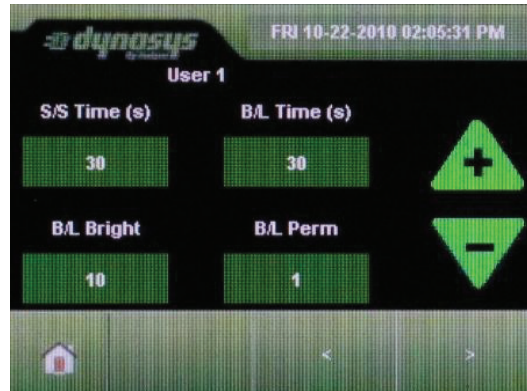 dynasys
FRI 10-22-2010 02:05:31 PM
User 1
S/S Time (s) B/L Time (s)
30 30
+
B/L Bright B/L Perm
10 1
-
< >